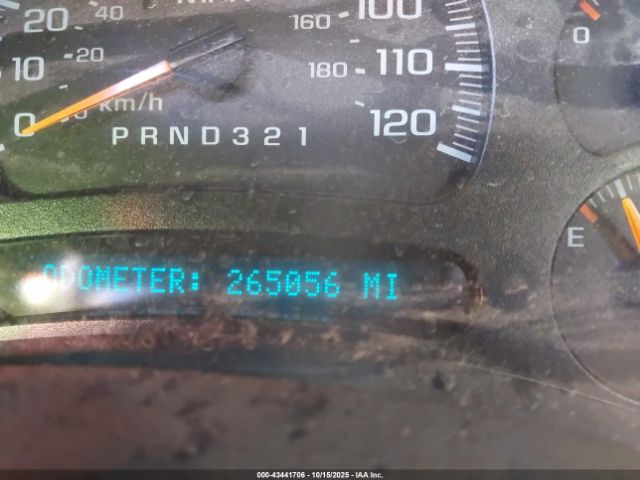 20 40 160 100
10 20 180 110
0 km/h 120
PRND321
0
E
ODOMETER: 265056 MI
000-43441706 - 10/15/2025 - IAA Inc.